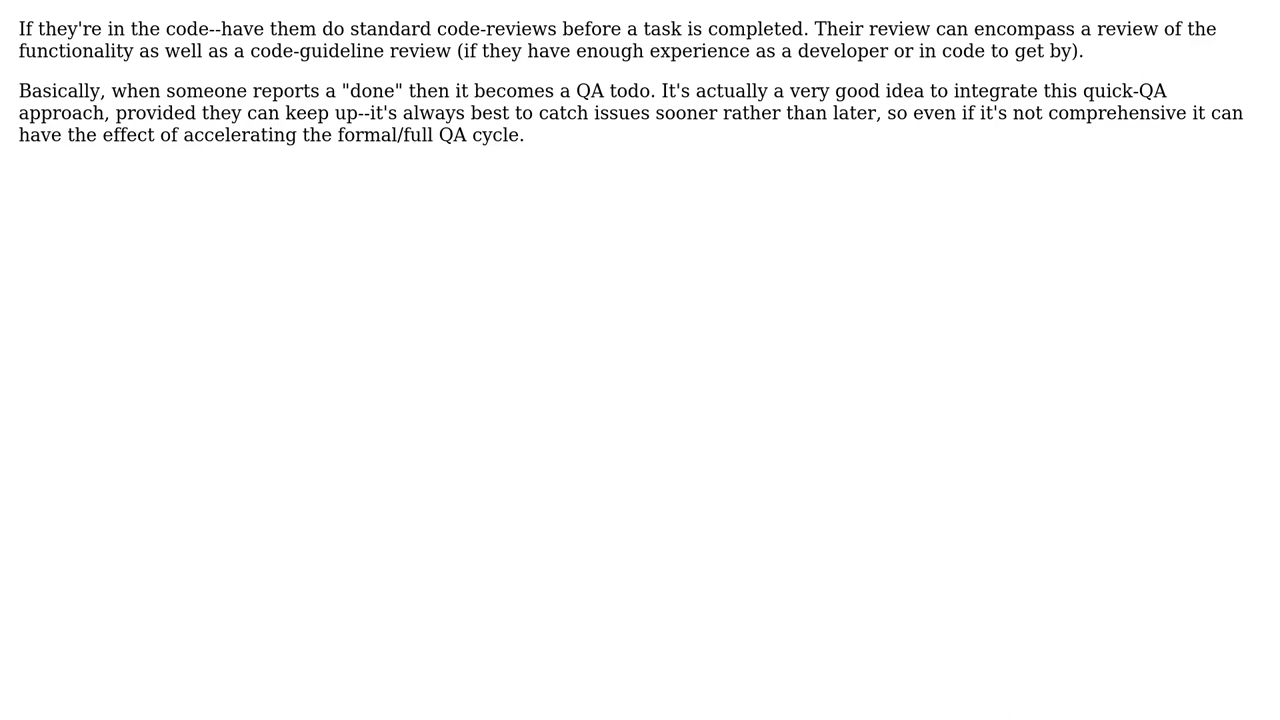 If they're in the code--have them do standard code-reviews before a task is completed. Their review can encompass a review of the
functionality as well as a code-guideline review (if they have enough experience as a developer or in code to get by).
Basically, when someone reports a "done" then it becomes a QA todo. It's actually a very good idea to integrate this quick-QA
approach, provided they can keep up--it's always best to catch issues sooner rather than later, so even if it's not comprehensive it can
have the effect of accelerating the formal/full QA cycle.